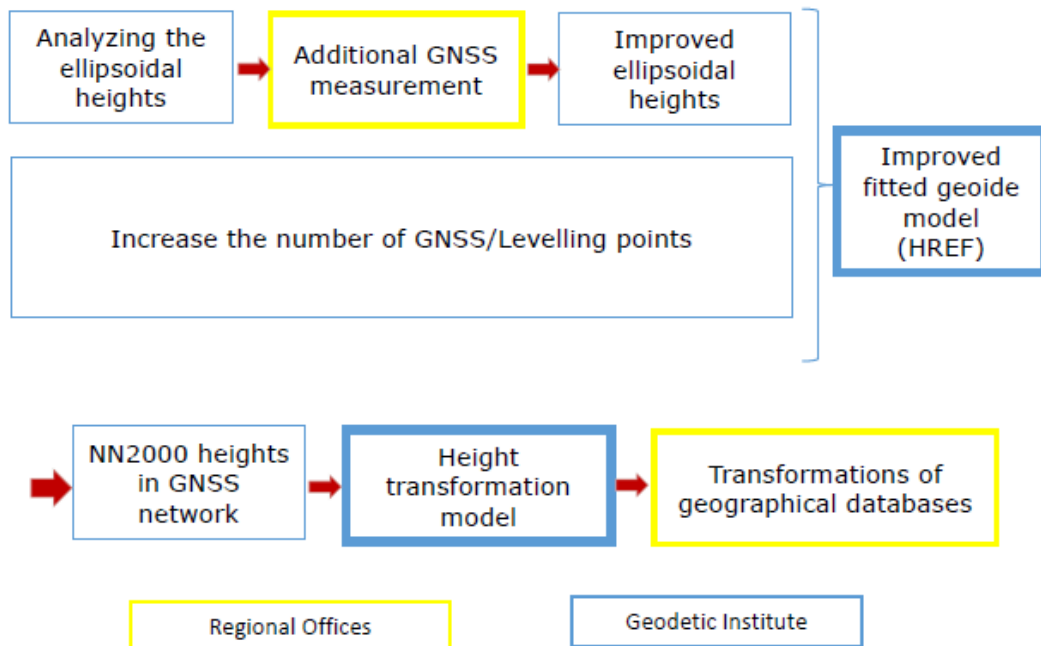 Analyzing the
ellipsoidal
heights
Additional GNSS
measurement
Improved
ellipsoidal
heights
Increase the number of GNSS/Levelling points
Improved
fitted geoide
model
(HREF)
NN2000 heights
in GNSS
network
Height
transformation
model
Transformations of
geographical databases
Regional Offices
Geodetic Institute